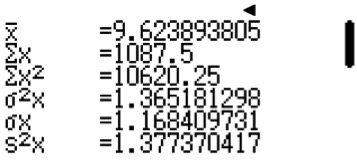 x̄ =9.623893805
Σx =1087.5
Σx² =10620.25
σ²x =1.365181298
σx =1.168409731
s²x =1.377370417